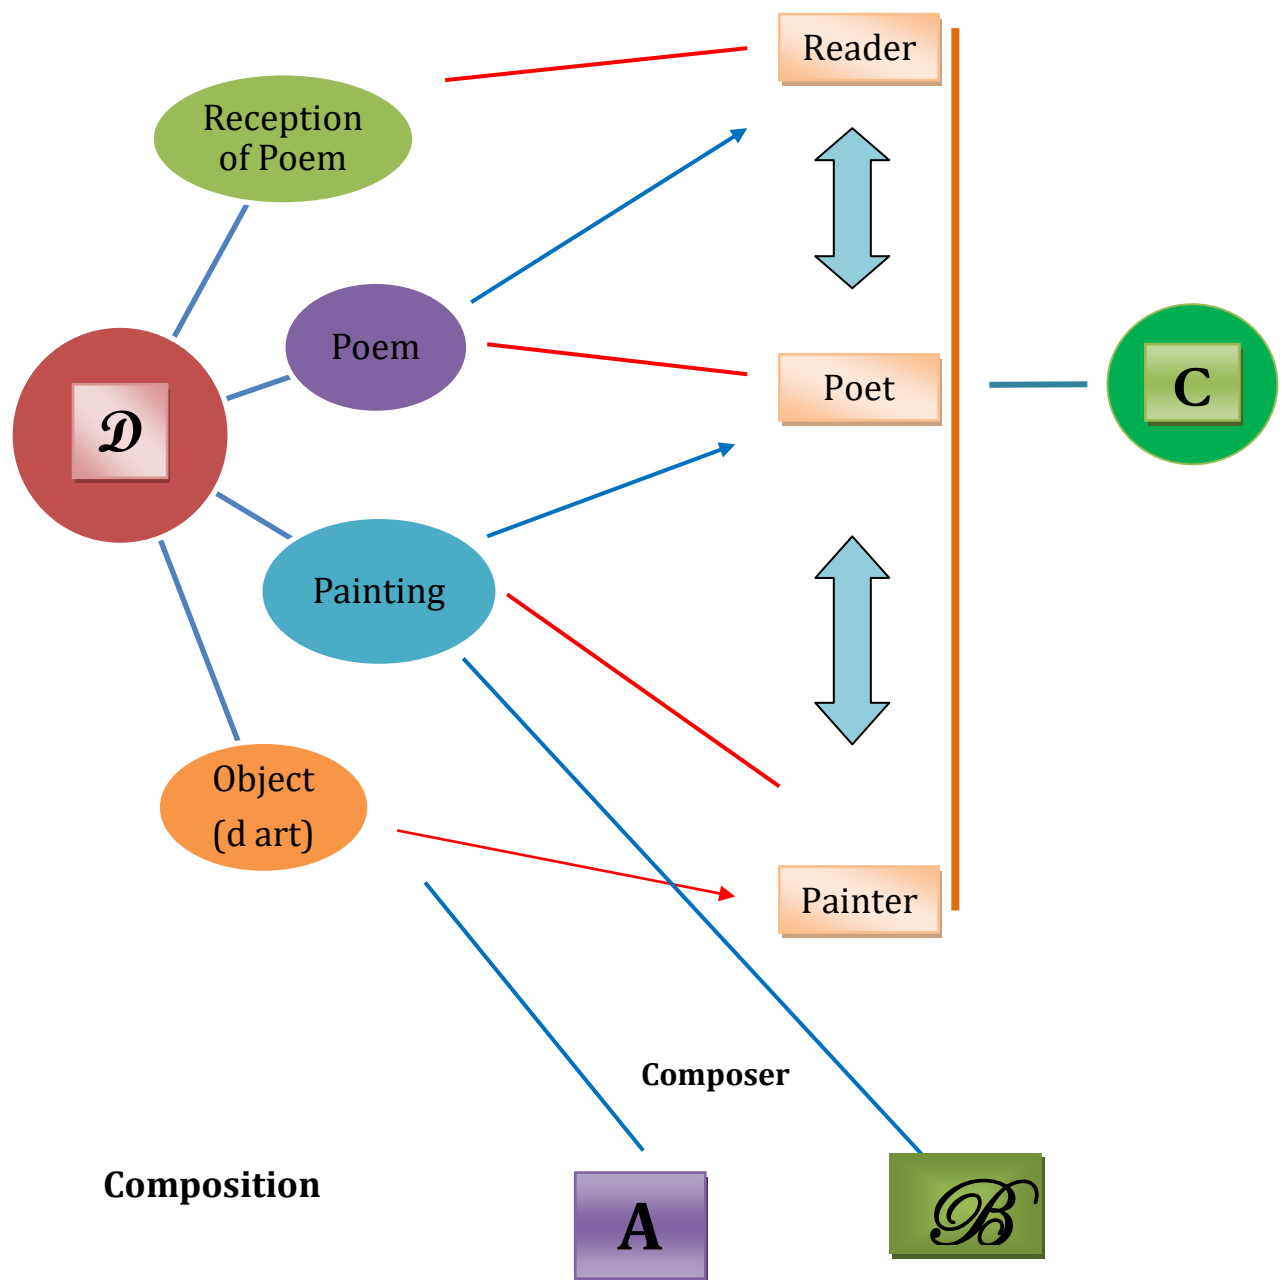 Reader
Reception
of Poem
Poem
Poet
C
𝓓
Painting
Object
(d art)
Painter
Composer
Composition
A
ℬ